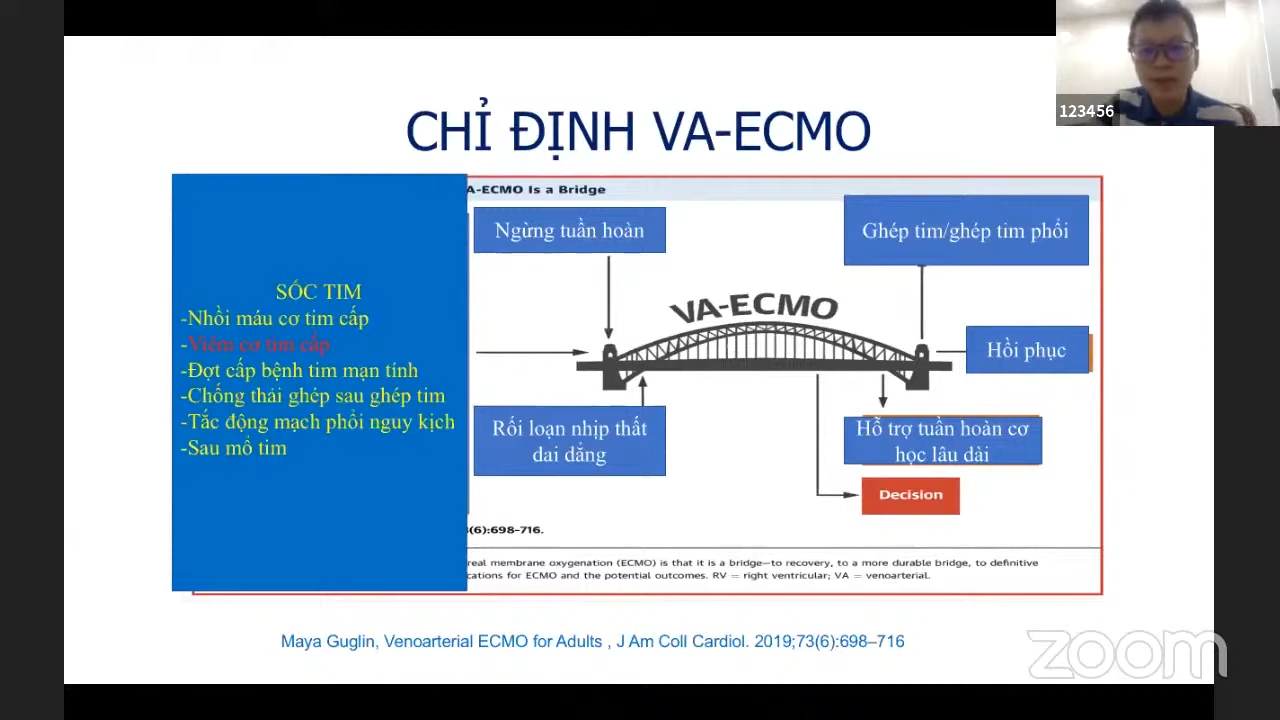 123456
CHỈ ĐỊNH VA-ECMO
A-ECMO Is a Bridge
Ngừng tuần hoàn
Ghép tim/ghép tim phổi
SỐC TIM
-Nhồi máu cơ tim cấp
-Viêm cơ tim cấp
-Đợt cấp bệnh tim mạn tính
-Chống thải ghép sau ghép tim
-Tắc động mạch phổi nguy kịch
-Sau mổ tim
VA-ECMO
Hồi phục
Rối loạn nhịp thất
dai dẳng
Hỗ trợ tuần hoàn cơ
học lâu dài
Decision
(6):698-716.
real membrane oxygenation (ECMO) is that it is a bridge—to recovery, to a more durable bridge, to definitive
cations for ECMO and the potential outcomes. RV = right ventricular; VA = venoarterial.
Maya Guglin, Venoarterial ECMO for Adults , J Am Coll Cardiol. 2019;73(6):698–716
zoom